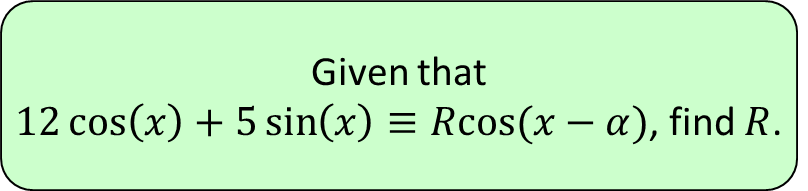 Given that
12 cos(𝑥) + 5 sin(𝑥) ≡ 𝑅cos(𝑥 − 𝛼), find 𝑅.